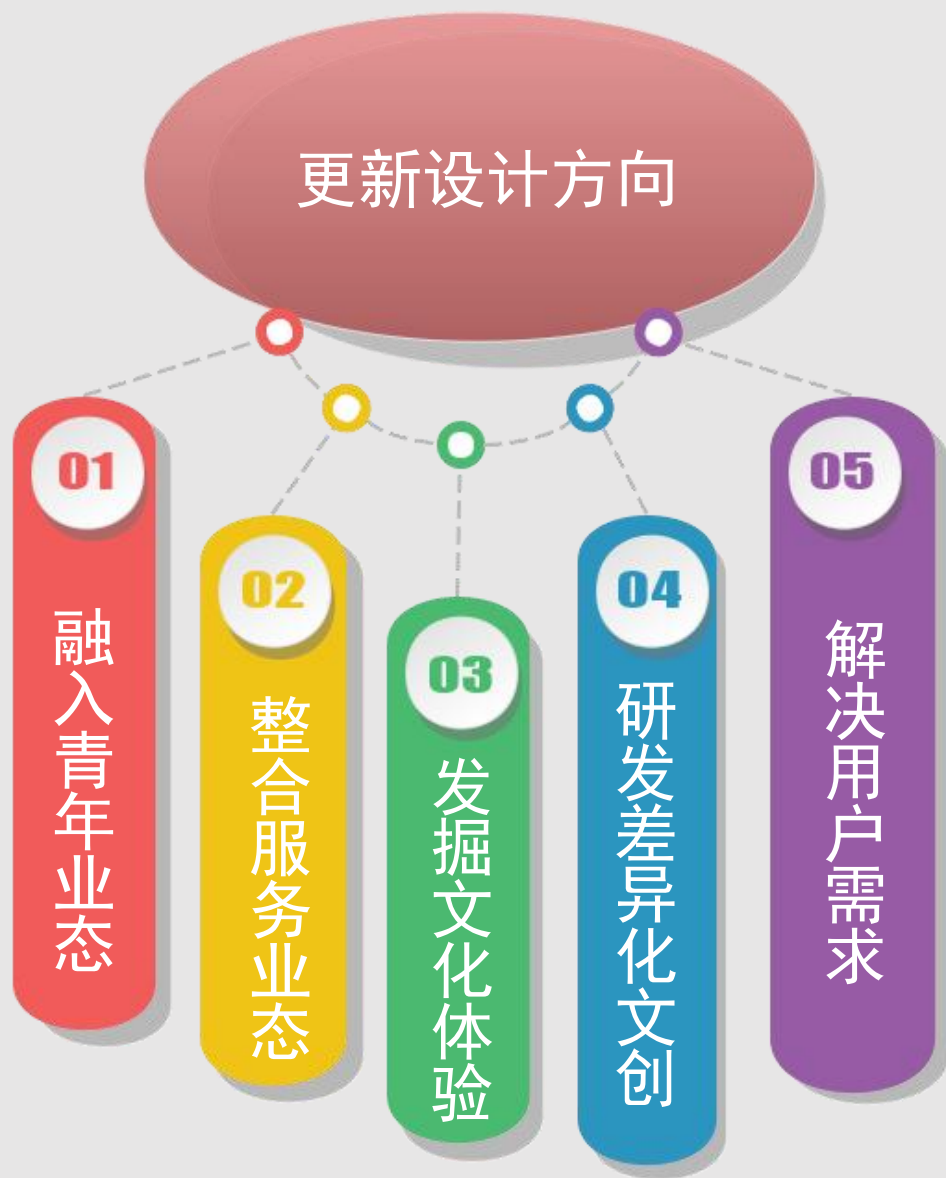 更新设计方向
01
融入青年业态
02
整合服务业态
03
发掘文化体验
04
研发差异化文创
05
解决用户需求